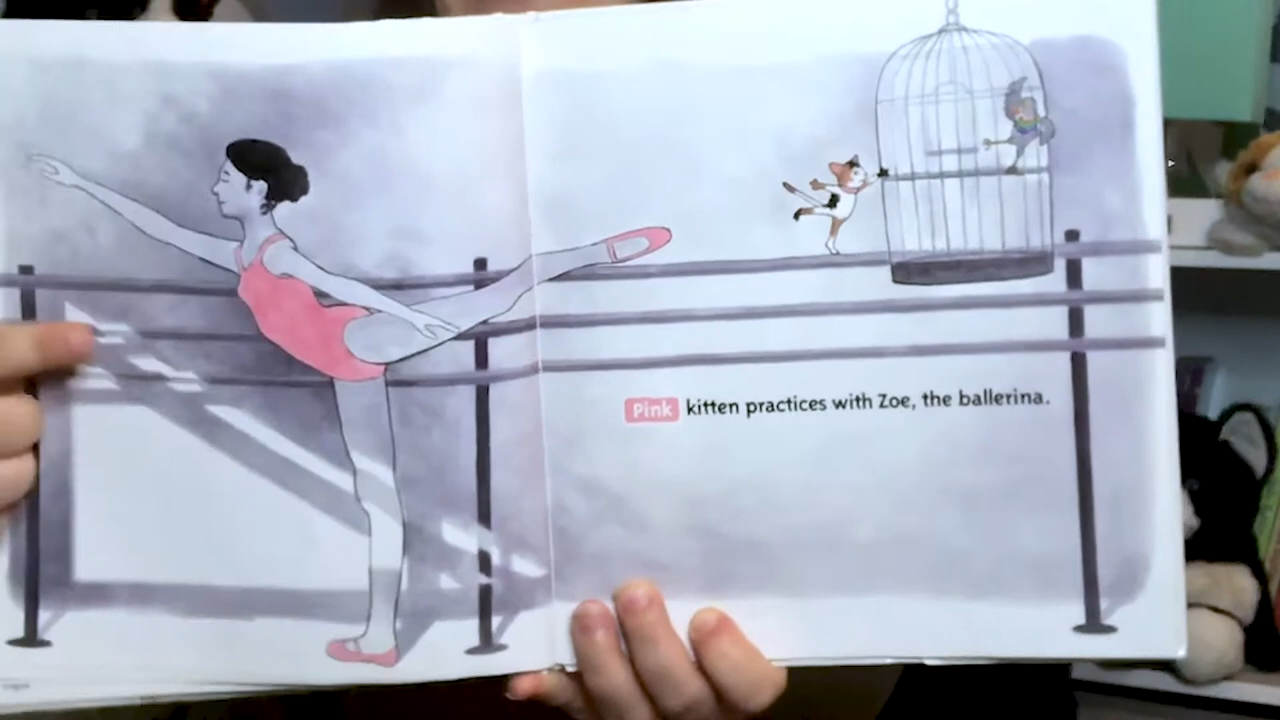 Pink kitten practices with Zoe, the ballerina.